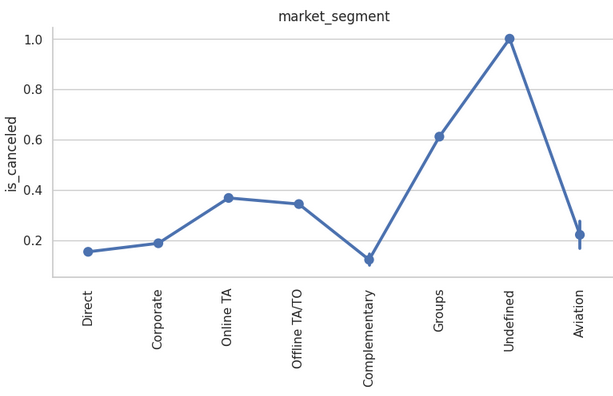 market_segment
1.0
0.8
0.6
0.4
0.2
is_canceled
Direct
Corporate
Online TA
Offline TA/TO
Complementary
Groups
Undefined
Aviation